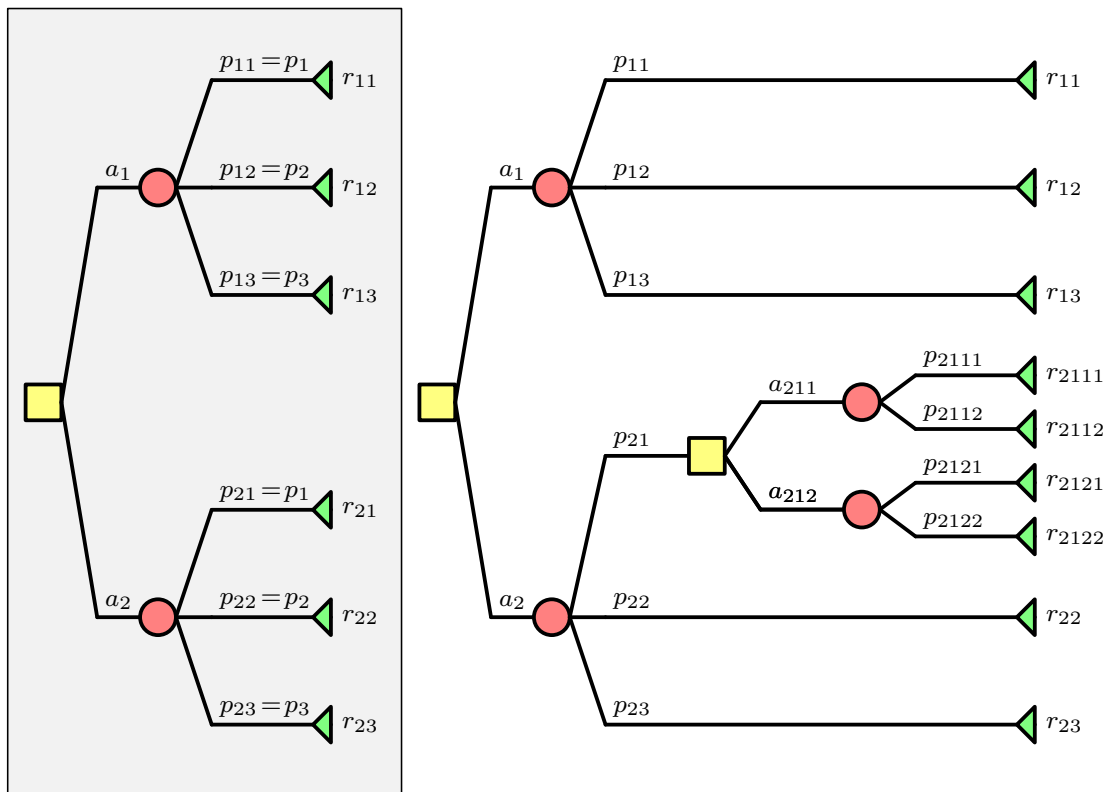 p₁₁=p₁ r₁₁
a₁ p₁₂=p₂ r₁₂
p₁₃=p₃ r₁₃
p₂₁=p₁ r₂₁
a₂ p₂₂=p₂ r₂₂
p₂₃=p₃ r₂₃
p₁₁ r₁₁
a₁ p₁₂ r₁₂
p₁₃ r₁₃
p₂₁₁₁ r₂₁₁₁
a₂₁₁
p₂₁₁₂ r₂₁₁₂
p₂₁
p₂₁₂₁ r₂₁₂₁
a₂₁₂
p₂₁₂₂ r₂₁₂₂
a₂ p₂₂ r₂₂
p₂₃ r₂₃